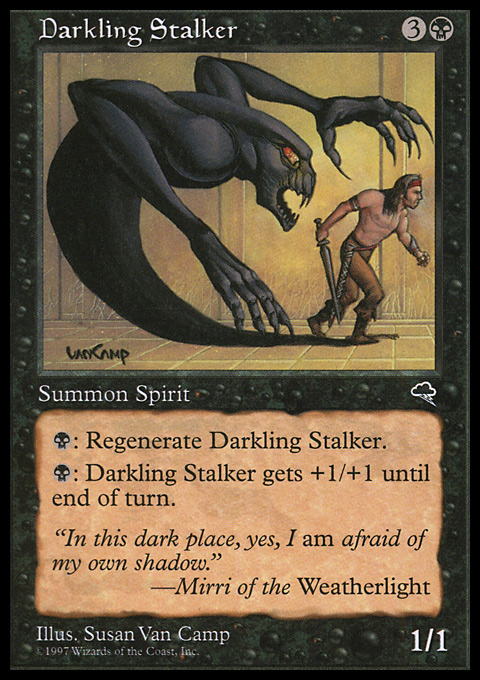 Darkling Stalker 3
VANCAMP
Summon Spirit
: Regenerate Darkling Stalker.
: Darkling Stalker gets +1/+1 until
end of turn.
“In this dark place, yes, I am afraid of
my own shadow.”
—Mirri of the Weatherlight
Illus. Susan Van Camp
©1997 Wizards of the Coast, Inc.
1/1